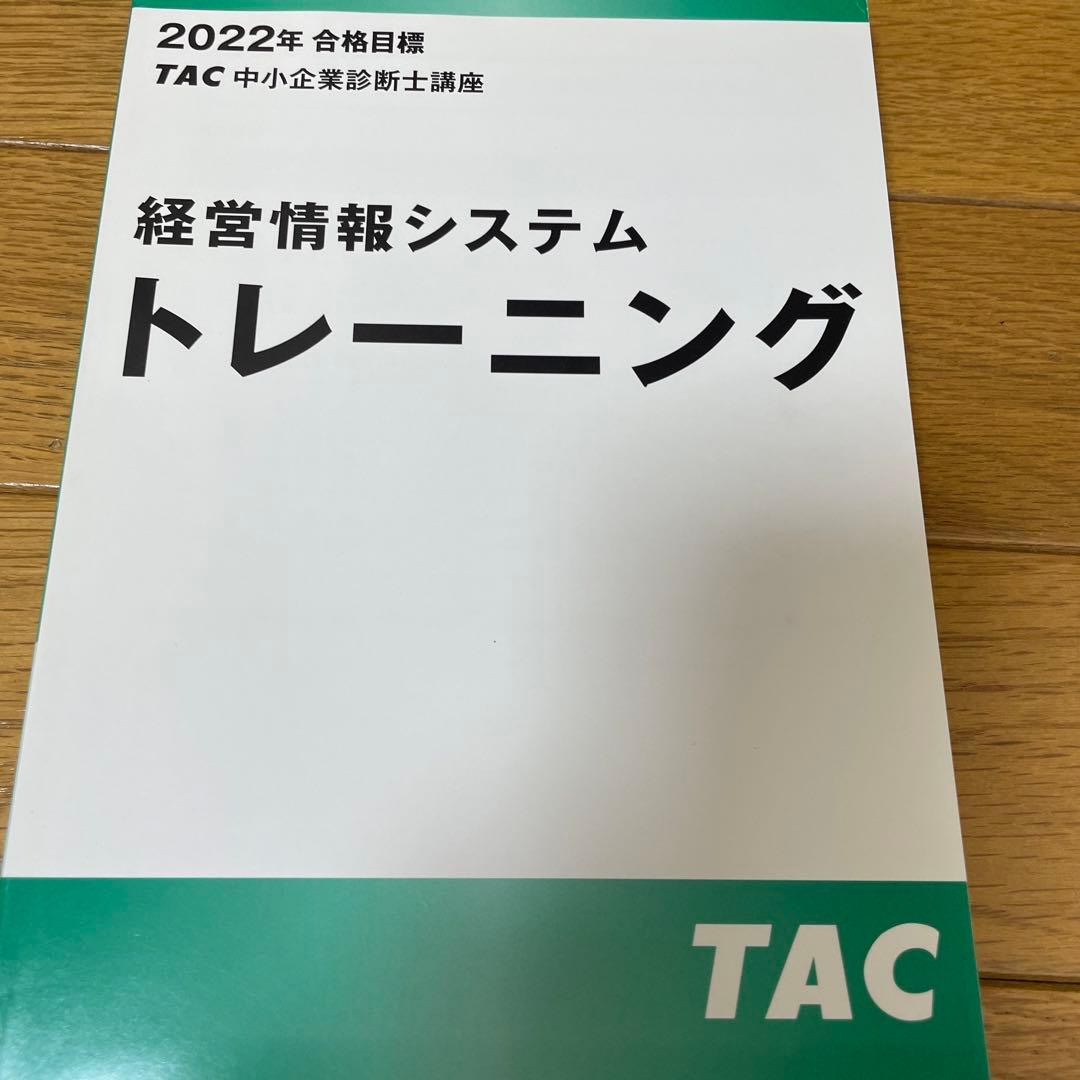 2022年 合格目標
TAC 中小企業診断士講座
経営情報システム
トレーニング
TAC